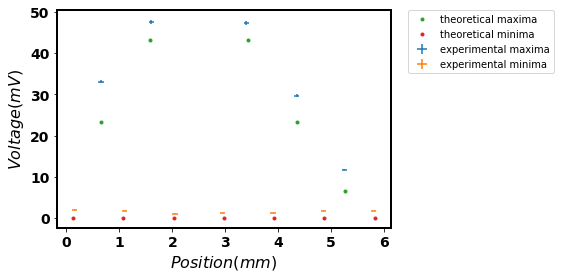 50
40
30
20
10
0
0 1 2 3 4 5 6
Voltage(mV)
Position(mm)
theoretical maxima
theoretical minima
experimental maxima
experimental minima